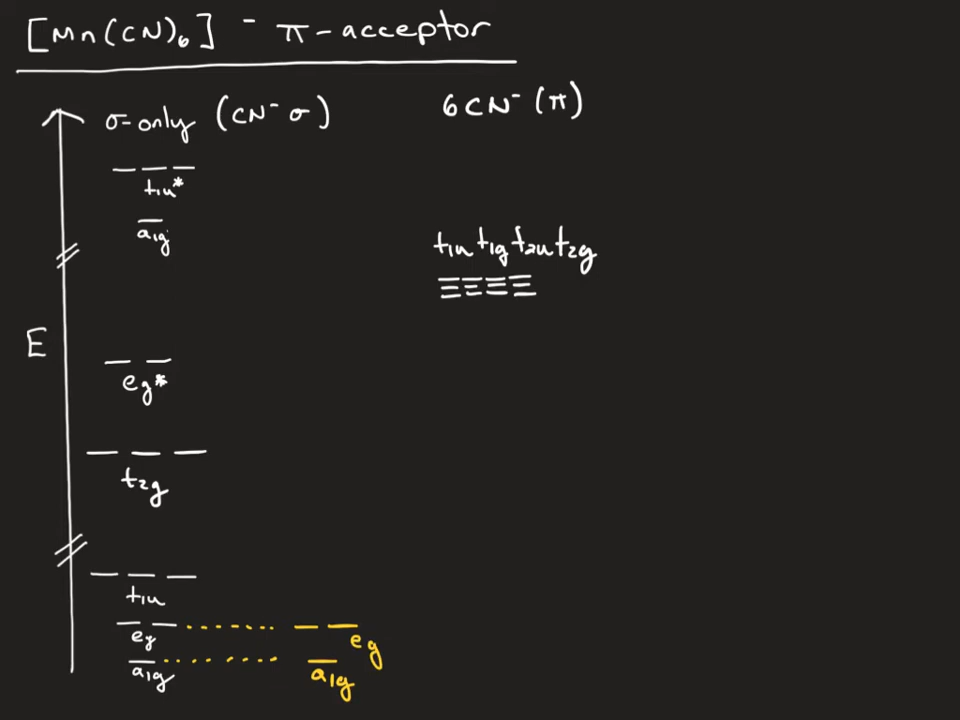 [Mn(CN)₆] - π-acceptor
σ-only (CN⁻ σ)
6CN⁻ (π)
t₁ᵤ*
a₁g
t₁ᵤ t₁g t₂ᵤ t₂g
E
eg*
t₂g
t₁ᵤ
eg
eg
a₁g
a₁g